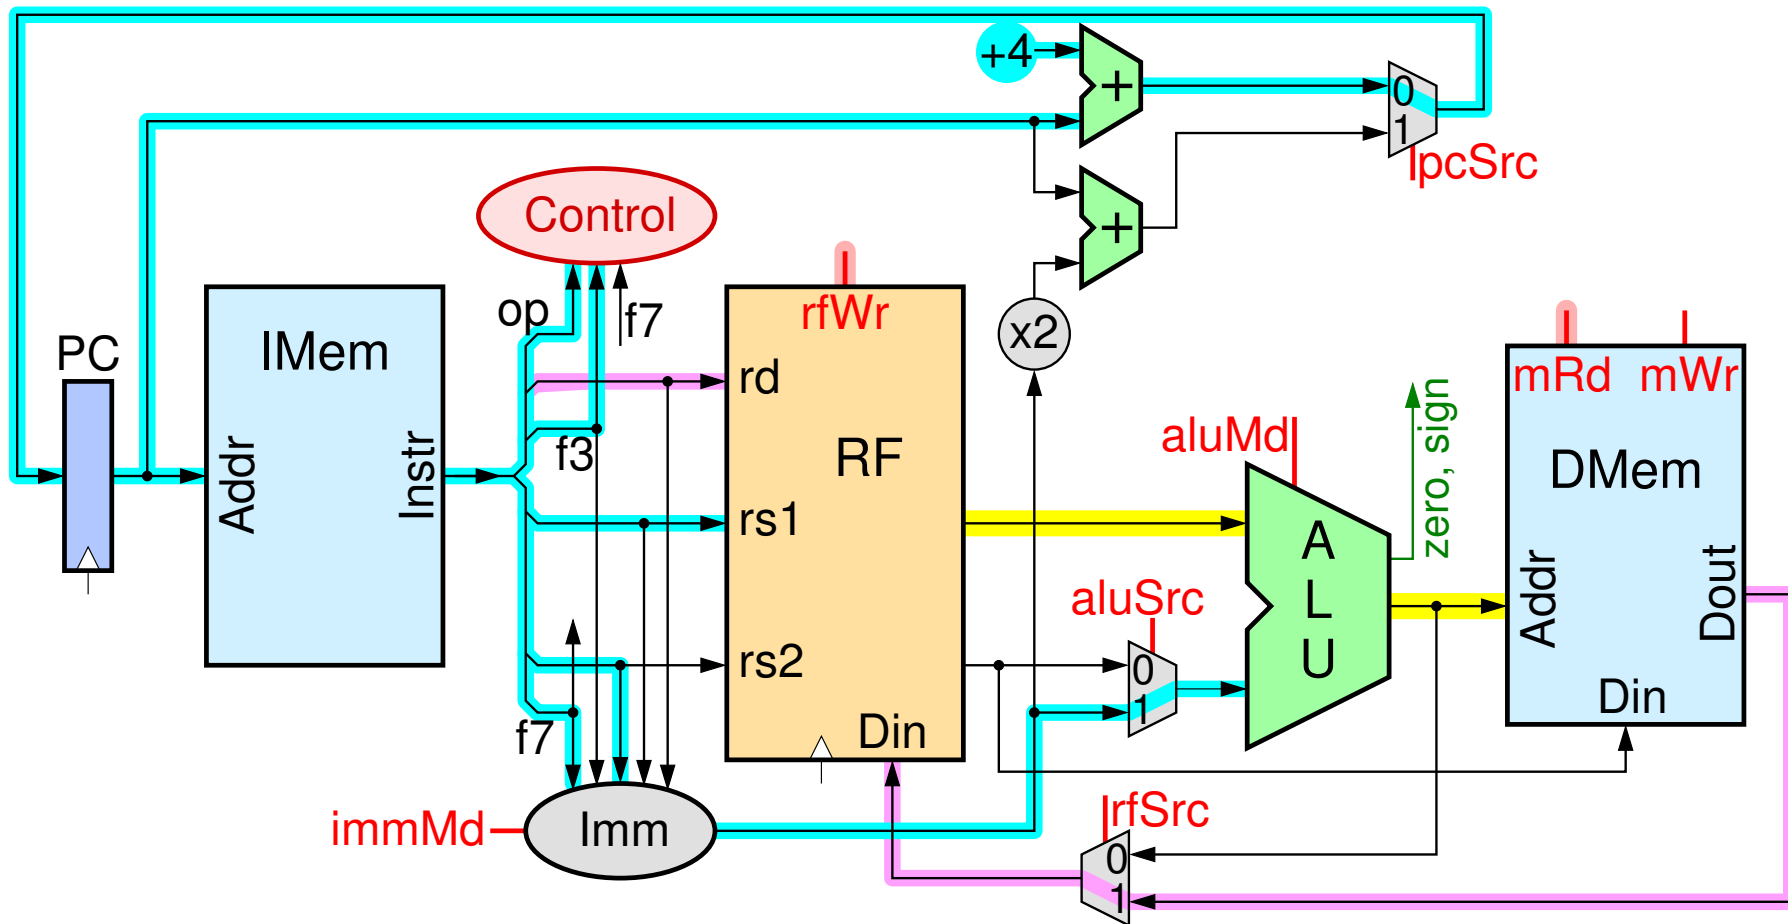 +4
+
0
1
pcSrc
Control
+
op
f7
rfWr
x2
PC
IMem
rd
mRd
mWr
zero, sign
aluMd
f3
RF
DMem
Addr
Instr
rs1
A
L
U
Addr
Dout
aluSrc
rs2
0
1
Din
f7
Din
immMd
Imm
rfSrc
0
1